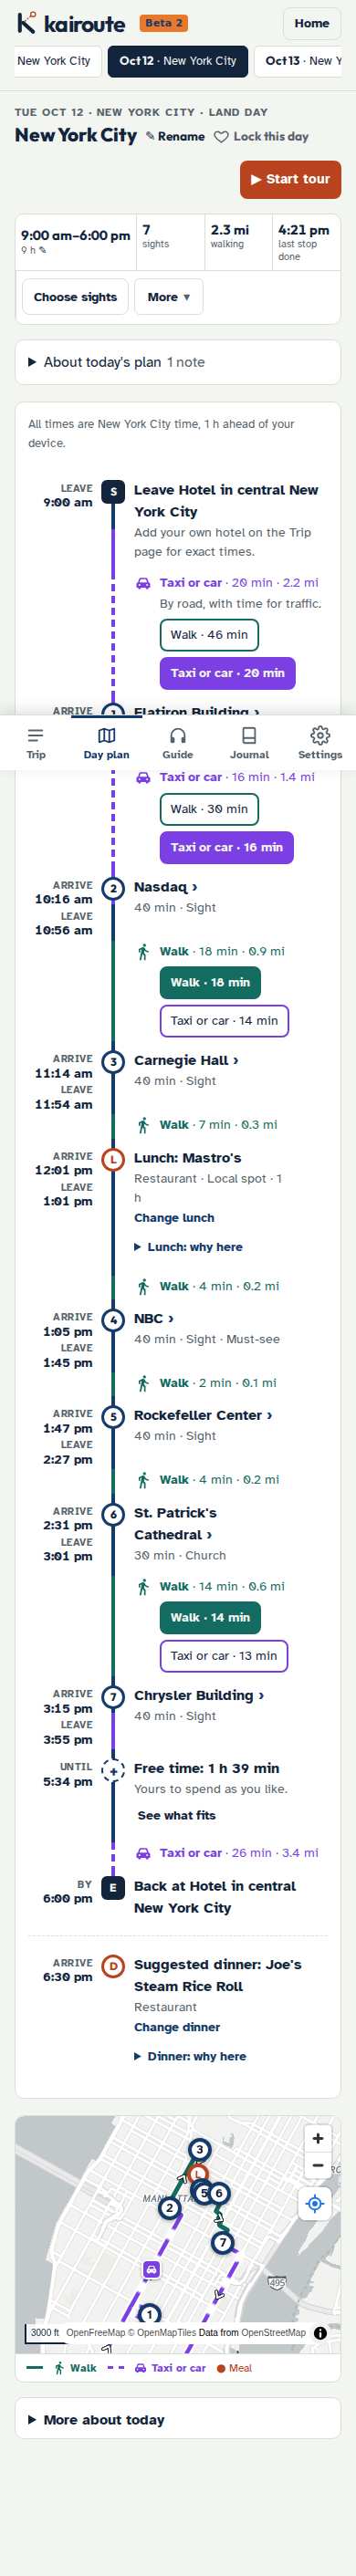 kairoute Beta 2 Home
New York City Oct 12 · New York City Oct 13 · New Y
TUE OCT 12 · NEW YORK CITY · LAND DAY
New York City ✎ Rename ♡ Lock this day
▶ Start tour
9:00 am–6:00 pm
9 h ✎
7
sights
2.3 mi
walking
4:21 pm
last stop
done
Choose sights More ▾
▶ About today's plan 1 note
All times are New York City time, 1 h ahead of your
device.
LEAVE
9:00 am
S
Leave Hotel in central New
York City
Add your own hotel on the Trip
page for exact times.
Taxi or car · 20 min · 2.2 mi
By road, with time for traffic.
Walk · 46 min
Taxi or car · 20 min
ARRIVE 1 Flatiron Building ›
Trip
Day plan
Guide
Journal
Settings
Taxi or car · 16 min · 1.4 mi
Walk · 30 min
Taxi or car · 16 min
ARRIVE
10:16 am
LEAVE
10:56 am
2
Nasdaq ›
40 min · Sight
Walk · 18 min · 0.9 mi
Walk · 18 min
Taxi or car · 14 min
ARRIVE
11:14 am
LEAVE
11:54 am
3
Carnegie Hall ›
40 min · Sight
Walk · 7 min · 0.3 mi
ARRIVE
12:01 pm
LEAVE
1:01 pm
L
Lunch: Mastro's
Restaurant · Local spot · 1
h
Change lunch
▶ Lunch: why here
Walk · 4 min · 0.2 mi
ARRIVE
1:05 pm
LEAVE
1:45 pm
4
NBC ›
40 min · Sight · Must-see
Walk · 2 min · 0.1 mi
ARRIVE
1:47 pm
LEAVE
2:27 pm
5
Rockefeller Center ›
40 min · Sight
Walk · 4 min · 0.2 mi
ARRIVE
2:31 pm
LEAVE
3:01 pm
6
St. Patrick's
Cathedral ›
30 min · Church
Walk · 14 min · 0.6 mi
Walk · 14 min
Taxi or car · 13 min
ARRIVE
3:15 pm
LEAVE
3:55 pm
7
Chrysler Building ›
40 min · Sight
UNTIL
5:34 pm
+
Free time: 1 h 39 min
Yours to spend as you like.
See what fits
Taxi or car · 26 min · 3.4 mi
BY
6:00 pm
E
Back at Hotel in central
New York City
ARRIVE
6:30 pm
D
Suggested dinner: Joe's
Steam Rice Roll
Restaurant
Change dinner
▶ Dinner: why here
3
+
−
L
5 6
2
7
495
1
3000 ft OpenFreeMap © OpenMapTiles Data from OpenStreetMap
Walk Taxi or car Meal
▶ More about today